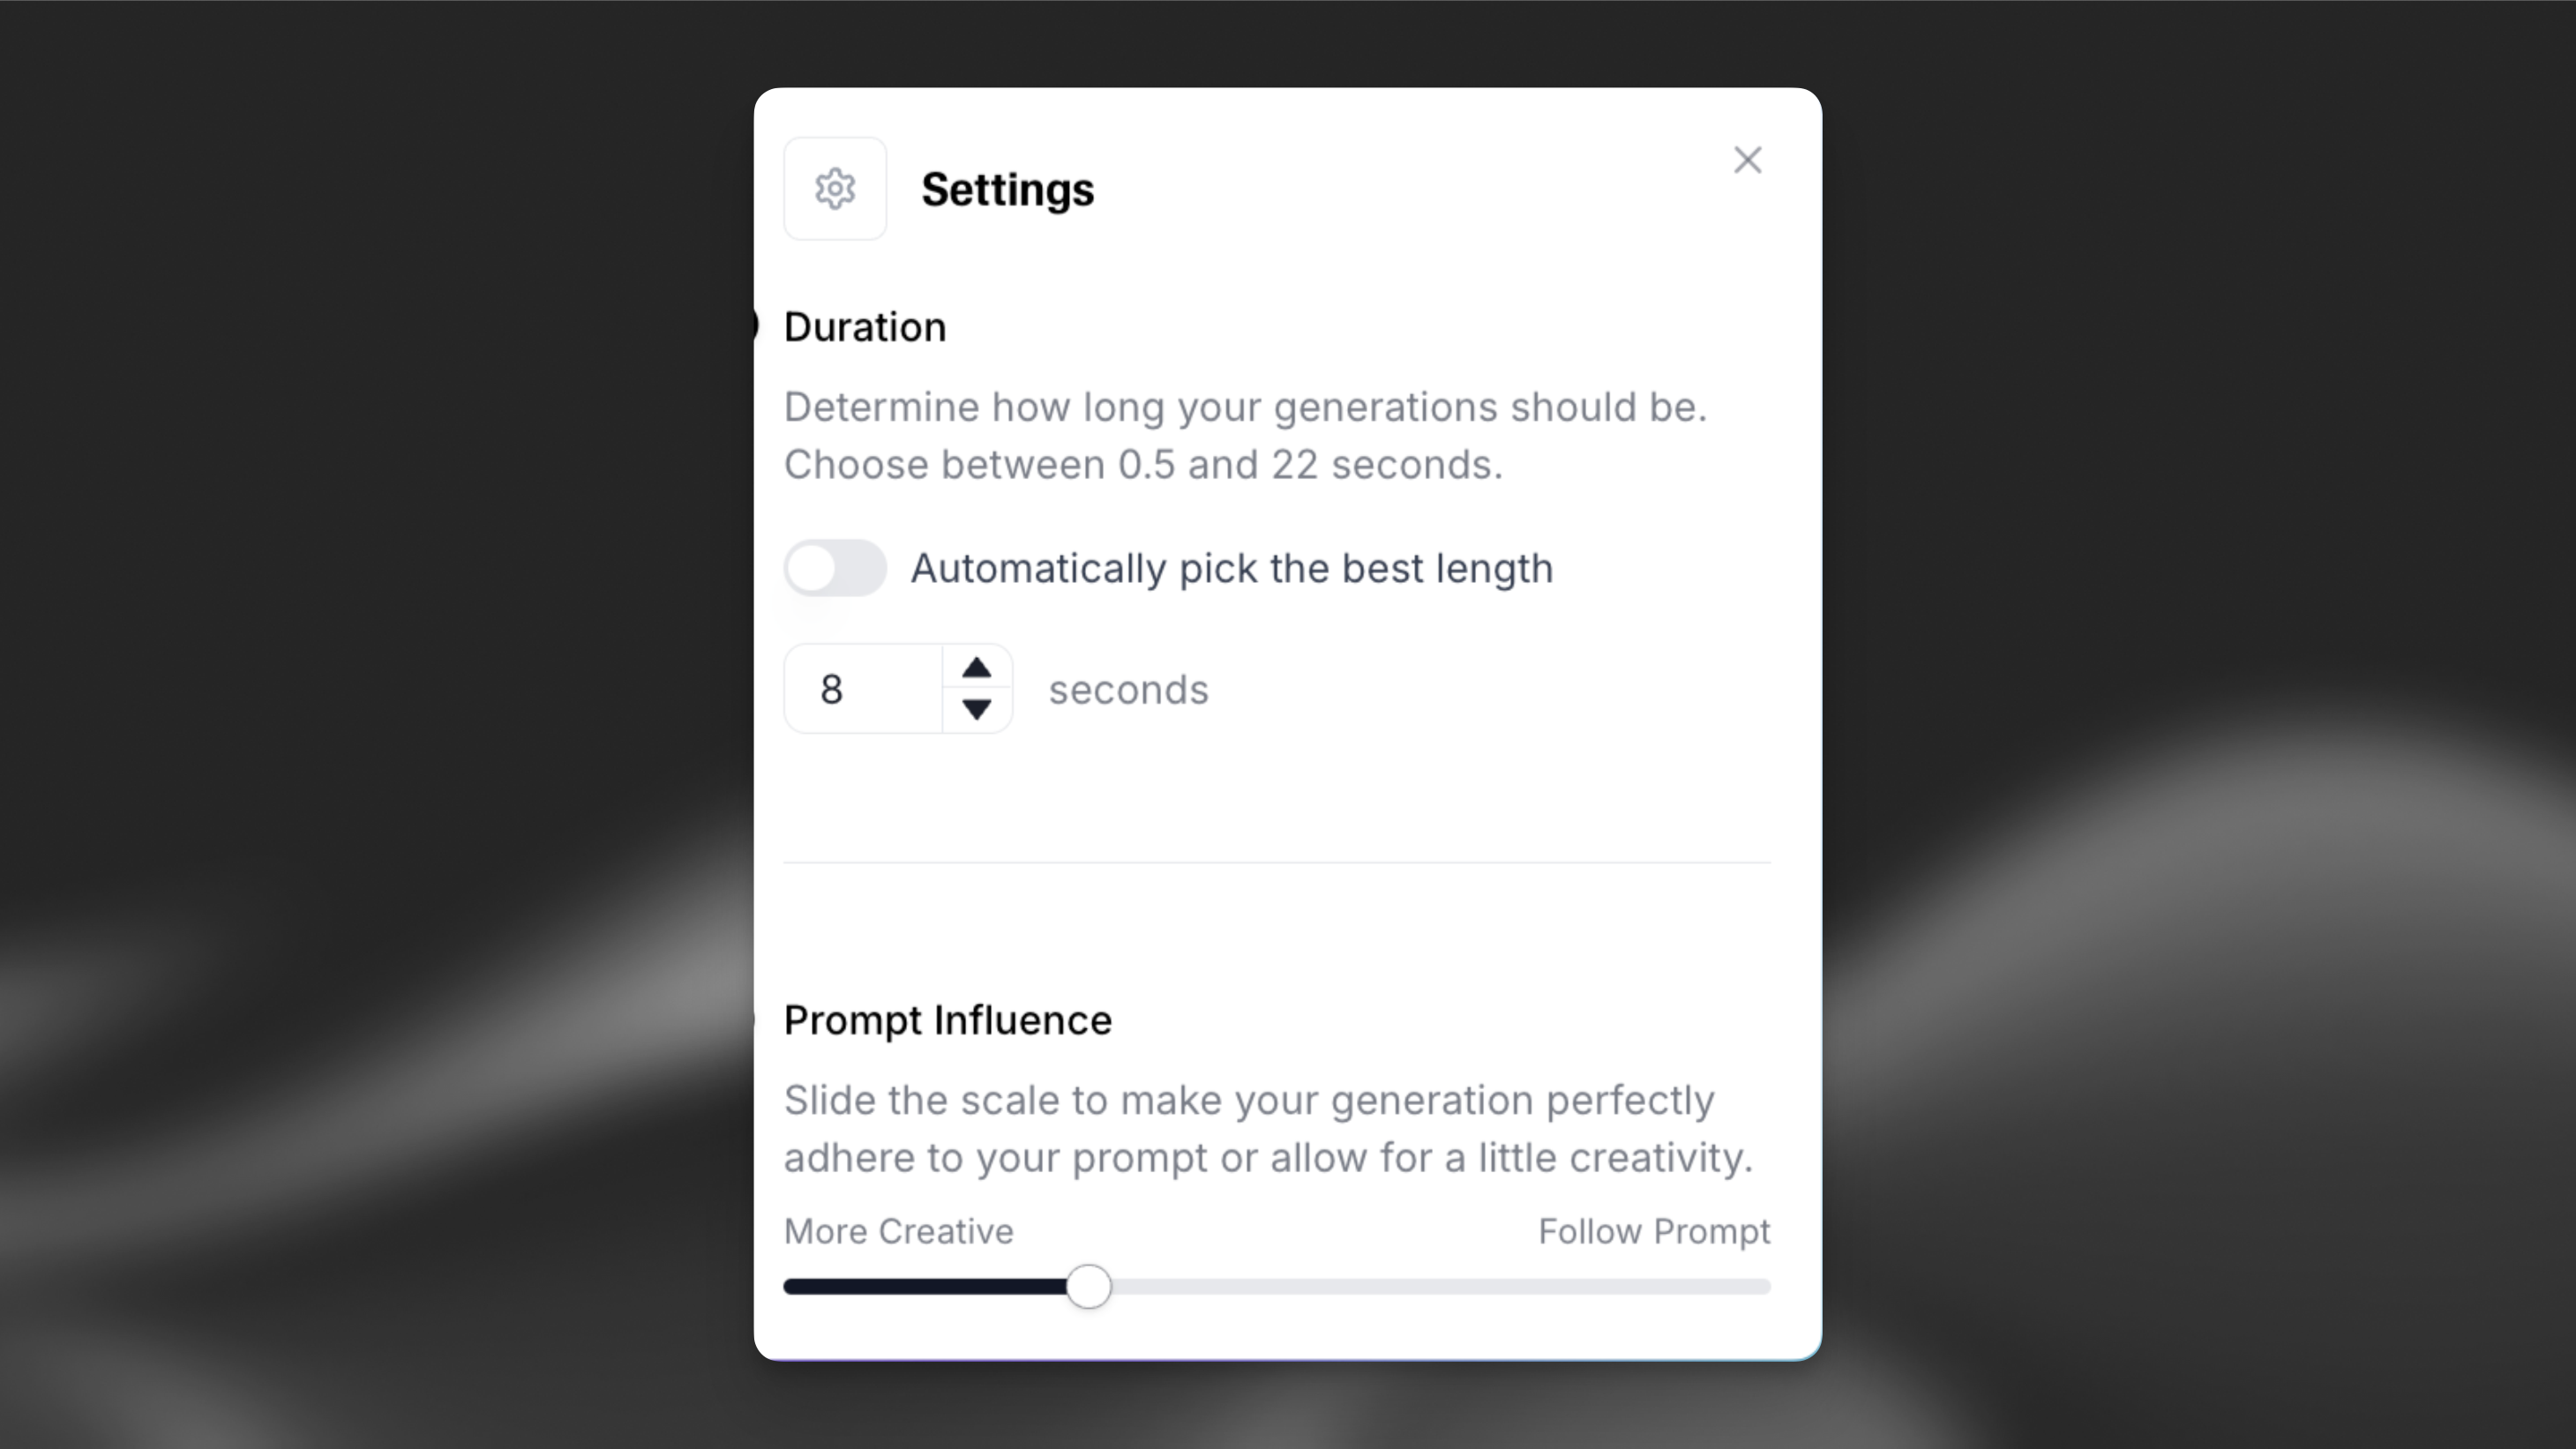 Settings
Duration
Determine how long your generations should be.
Choose between 0.5 and 22 seconds.
Automatically pick the best length
8 seconds
Prompt Influence
Slide the scale to make your generation perfectly
adhere to your prompt or allow for a little creativity.
More Creative Follow Prompt